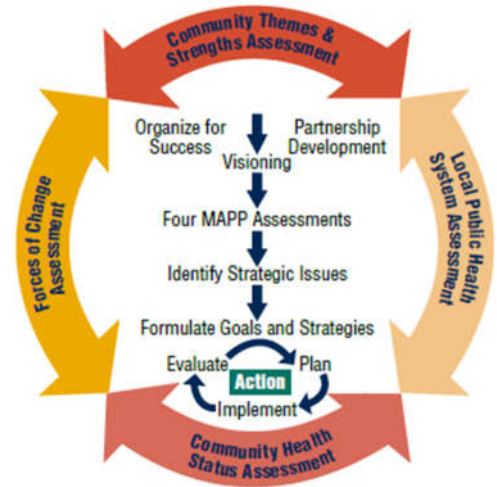 Community Themes &
Strengths Assessment
Organize for
Success
Partnership
Development
Visioning
Four MAPP Assessments
Identify Strategic Issues
Formulate Goals and Strategies
Evaluate
Plan
Action
Implement
Forces of Change
Assessment
Local Public Health
System Assessment
Community Health
Status Assessment